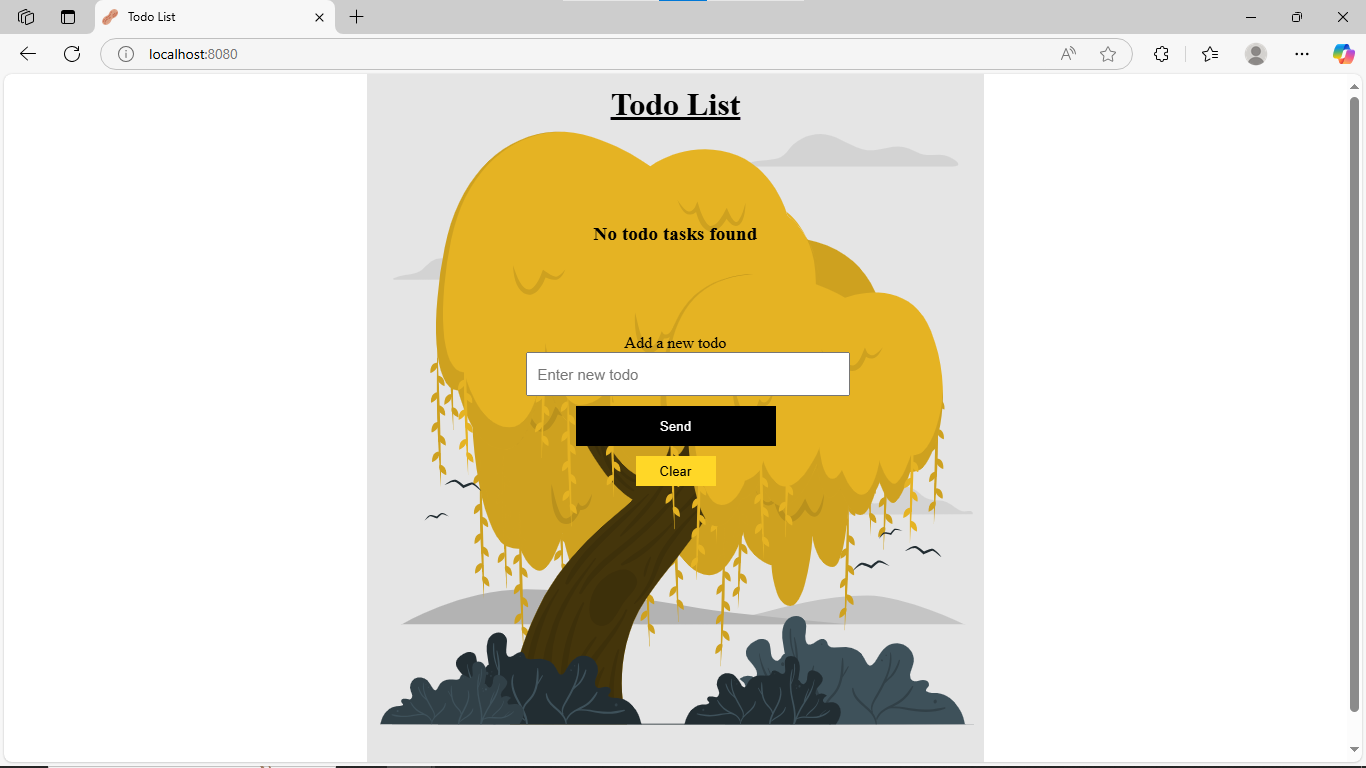 Todo List
localhost:8080
Todo List
No todo tasks found
Add a new todo
Enter new todo
Send
Clear